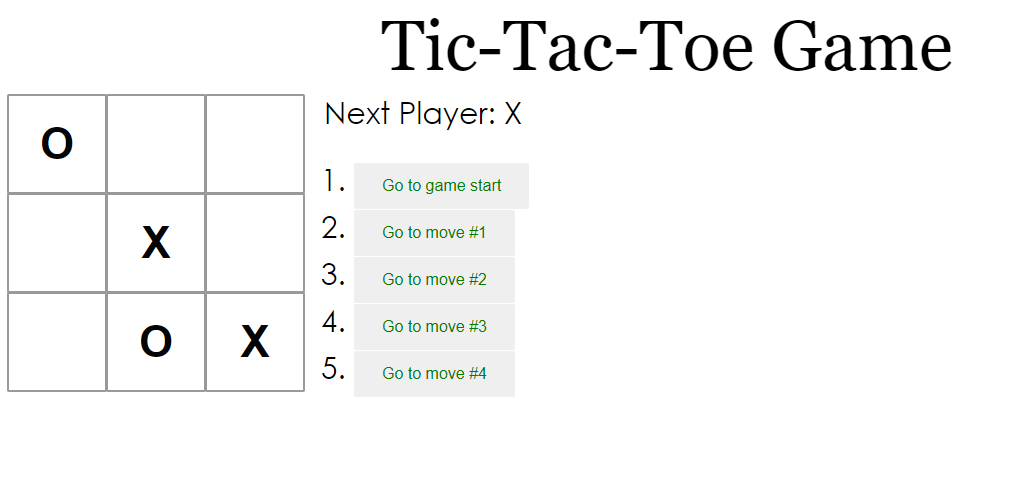 Tic-Tac-Toe Game
Next Player: X
O
X
O X
1. Go to game start
2. Go to move #1
3. Go to move #2
4. Go to move #3
5. Go to move #4